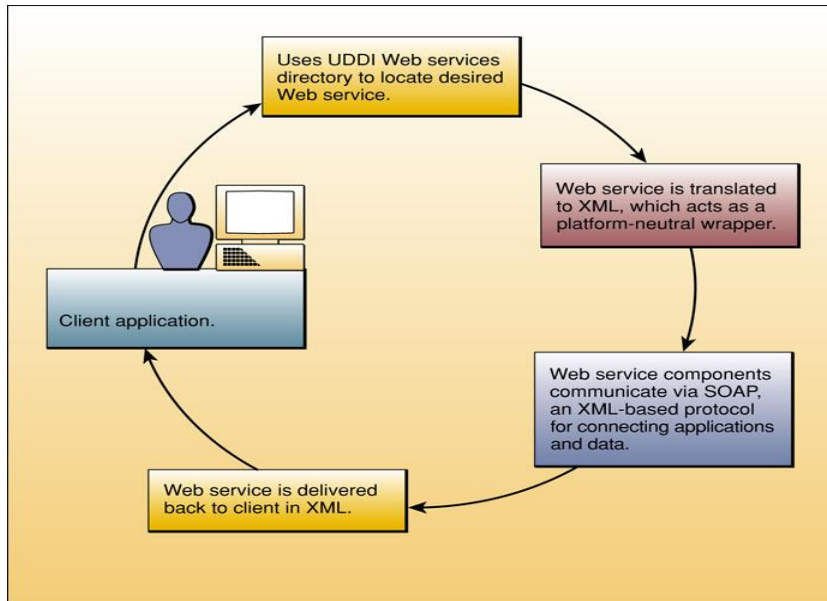 Uses UDDI Web services
directory to locate desired
Web service.
Web service is translated
to XML, which acts as a
platform-neutral wrapper.
Client application.
Web service components
communicate via SOAP,
an XML-based protocol
for connecting applications
and data.
Web service is delivered
back to client in XML.